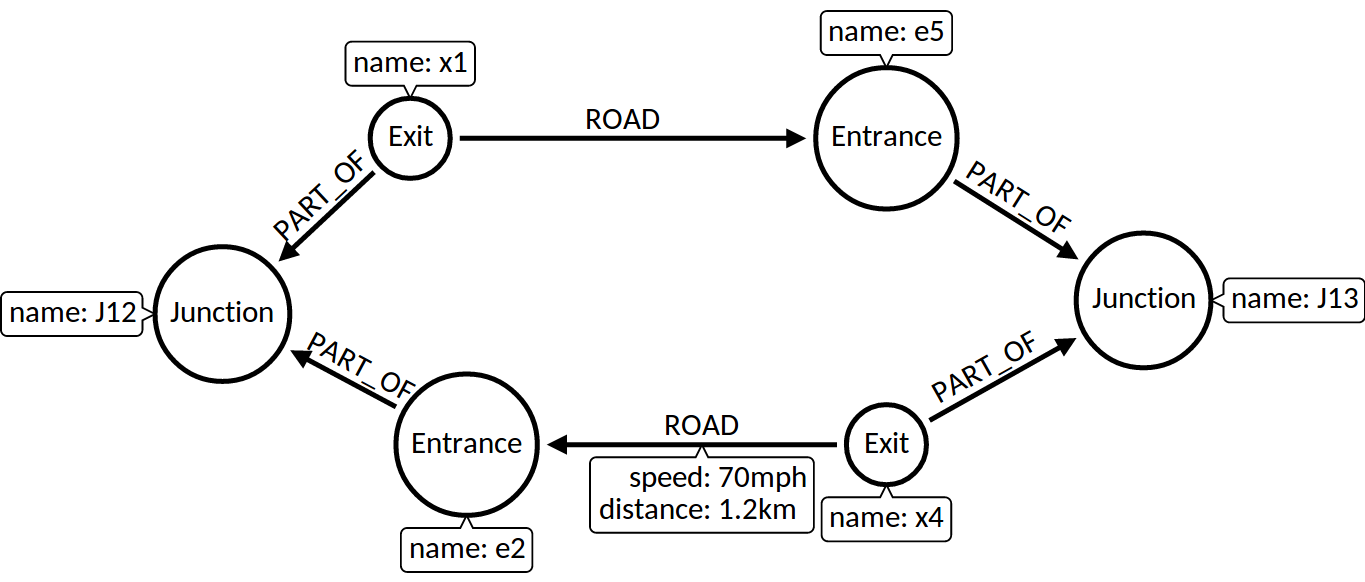 name: e5
name: x1
ROAD
Exit
Entrance
PART_OF
PART_OF
Junction
name: J13
name: J12
Junction
PART_OF
PART_OF
ROAD
Entrance
Exit
speed: 70mph
distance: 1.2km
name: x4
name: e2